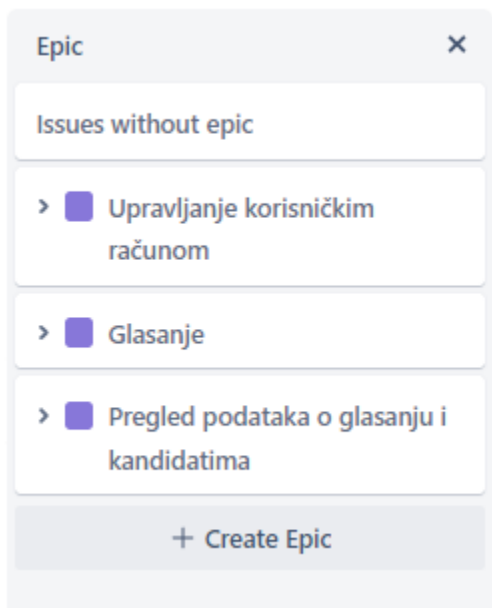 Epic
Issues without epic
Upravljanje korisničkim
računom
Glasanje
Pregled podataka o glasanju i
kandidatima
+ Create Epic